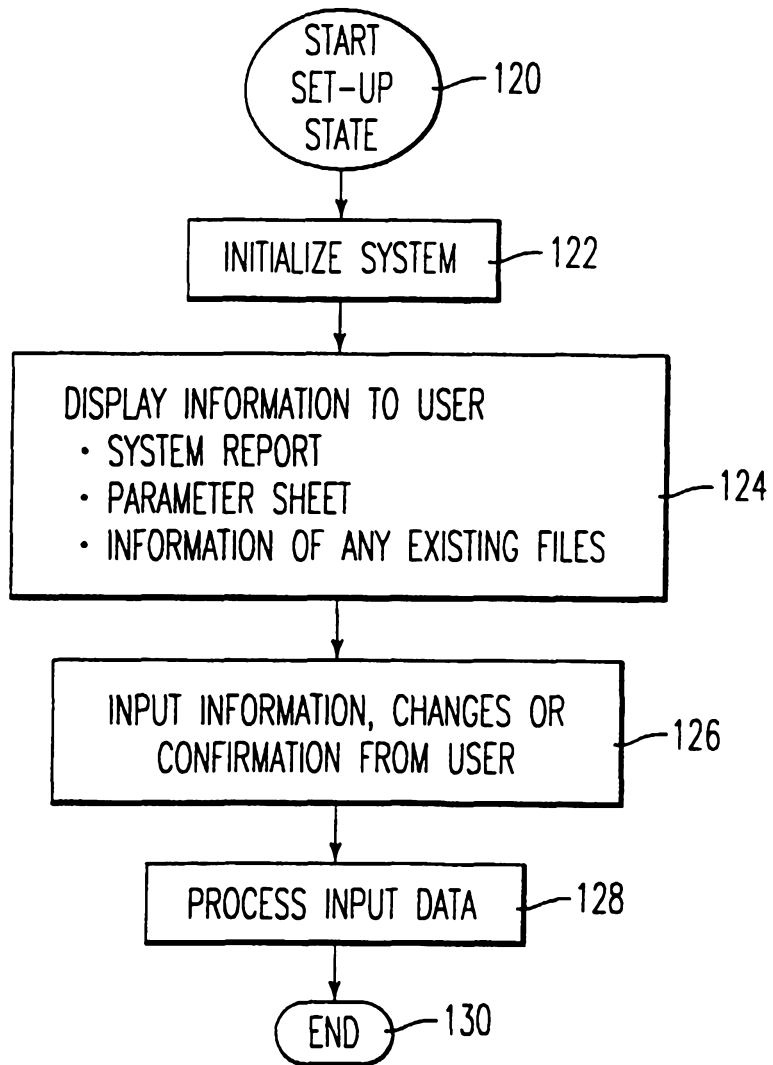 START
SET-UP
STATE
120
INITIALIZE SYSTEM
122
DISPLAY INFORMATION TO USER
· SYSTEM REPORT
· PARAMETER SHEET
· INFORMATION OF ANY EXISTING FILES
124
INPUT INFORMATION, CHANGES OR
CONFIRMATION FROM USER
126
PROCESS INPUT DATA
128
END
130